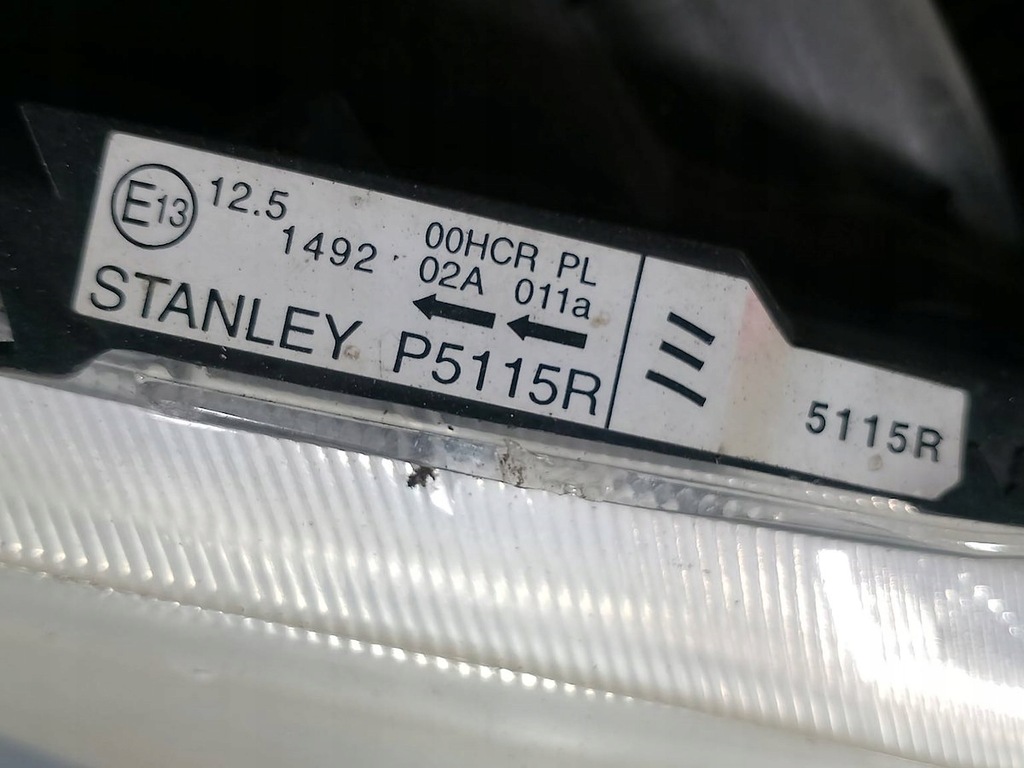 E13 12.5
1492 00HCR PL
02A 011a
STANLEY P5115R
5115R